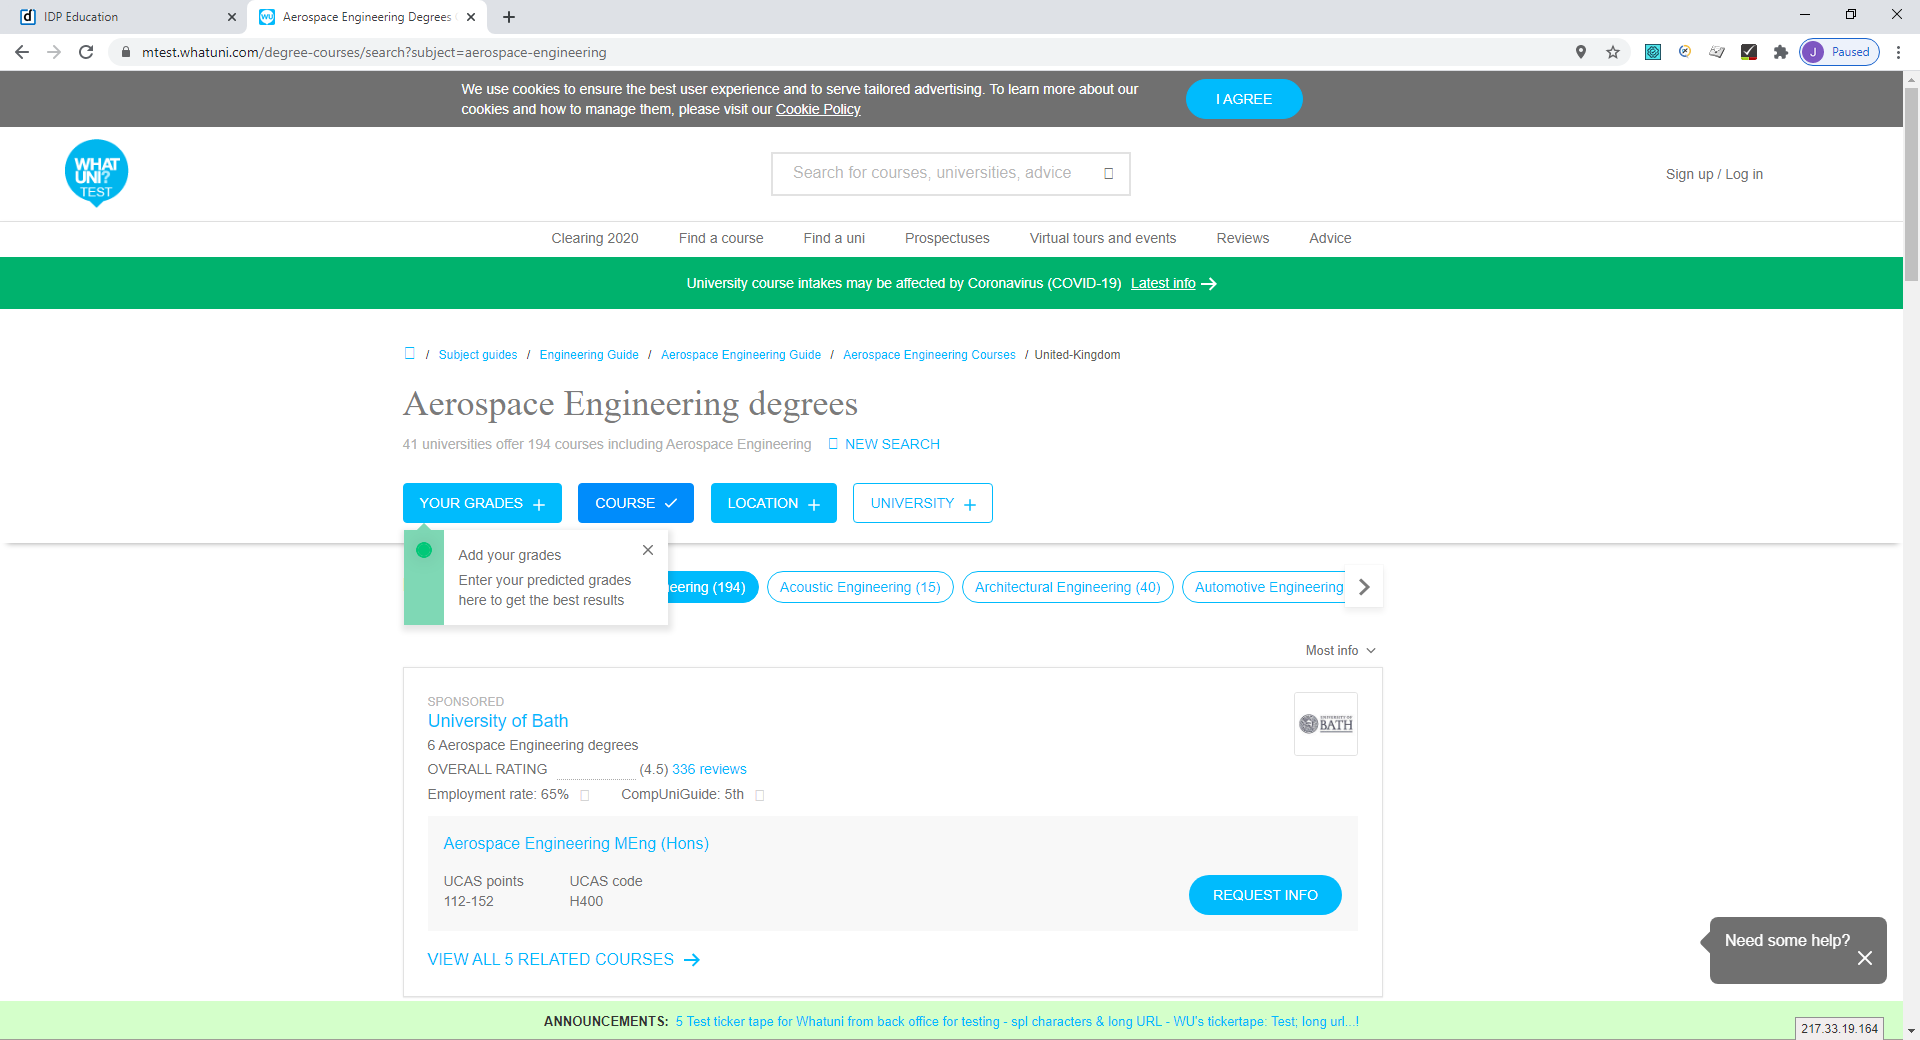 IDP Education
Aerospace Engineering Degrees
mtest.whatuni.com/degree-courses/search?subject=aerospace-engineering
J Paused
We use cookies to ensure the best user experience and to serve tailored advertising. To learn more about our
cookies and how to manage them, please visit our Cookie Policy
I AGREE
WHAT
UNI?
TEST
Search for courses, universities, advice
Sign up / Log in
Clearing 2020 Find a course Find a uni Prospectuses Virtual tours and events Reviews Advice
University course intakes may be affected by Coronavirus (COVID-19) Latest info
/ Subject guides / Engineering Guide / Aerospace Engineering Guide / Aerospace Engineering Courses / United-Kingdom
Aerospace Engineering degrees
41 universities offer 194 courses including Aerospace Engineering NEW SEARCH
YOUR GRADES COURSE LOCATION UNIVERSITY
Add your grades
Enter your predicted grades
here to get the best results
eering (194) Acoustic Engineering (15) Architectural Engineering (40) Automotive Engineering
Most info
SPONSORED
University of Bath
UNIVERSITY OF
BATH
6 Aerospace Engineering degrees
OVERALL RATING (4.5) 336 reviews
Employment rate: 65% CompUniGuide: 5th
Aerospace Engineering MEng (Hons)
UCAS points UCAS code
112-152 H400
REQUEST INFO
VIEW ALL 5 RELATED COURSES
Need some help?
ANNOUNCEMENTS: 5 Test ticker tape for Whatuni from back office for testing - spl characters & long URL - WU's tickertape: Test; long url...!
217.33.19.164